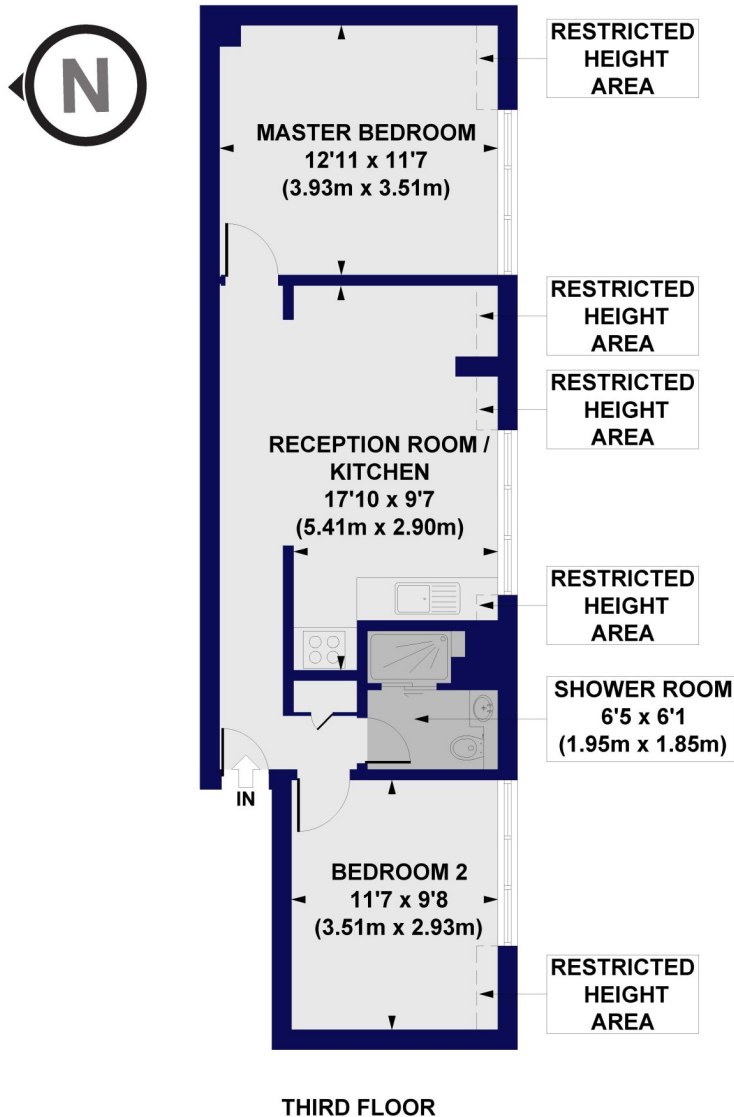 N
RESTRICTED
HEIGHT
AREA
MASTER BEDROOM
12'11 x 11'7
(3.93m x 3.51m)
RESTRICTED
HEIGHT
AREA
RESTRICTED
HEIGHT
AREA
RECEPTION ROOM /
KITCHEN
17'10 x 9'7
(5.41m x 2.90m)
RESTRICTED
HEIGHT
AREA
SHOWER ROOM
6'5 x 6'1
(1.95m x 1.85m)
IN
BEDROOM 2
11'7 x 9'8
(3.51m x 2.93m)
RESTRICTED
HEIGHT
AREA
THIRD FLOOR